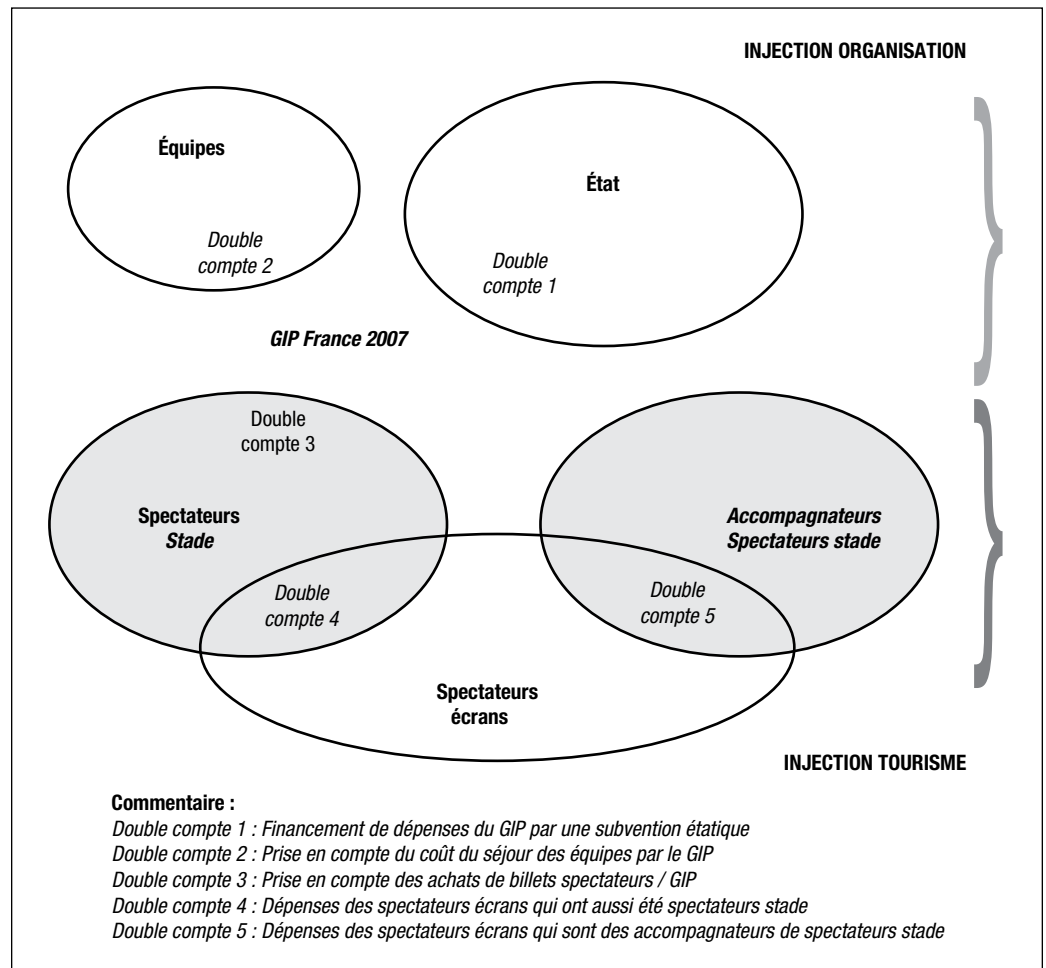 INJECTION ORGANISATION
Équipes
État
Double
compte 2
Double
compte 1
GIP France 2007
Double
compte 3
Spectateurs
Stade
Accompagnateurs
Spectateurs stade
Double
compte 4
Double
compte 5
Spectateurs
écrans
INJECTION TOURISME
Commentaire :
Double compte 1 : Financement de dépenses du GIP par une subvention étatique
Double compte 2 : Prise en compte du coût du séjour des équipes par le GIP
Double compte 3 : Prise en compte des achats de billets spectateurs / GIP
Double compte 4 : Dépenses des spectateurs écrans qui ont aussi été spectateurs stade
Double compte 5 : Dépenses des spectateurs écrans qui sont des accompagnateurs de spectateurs stade